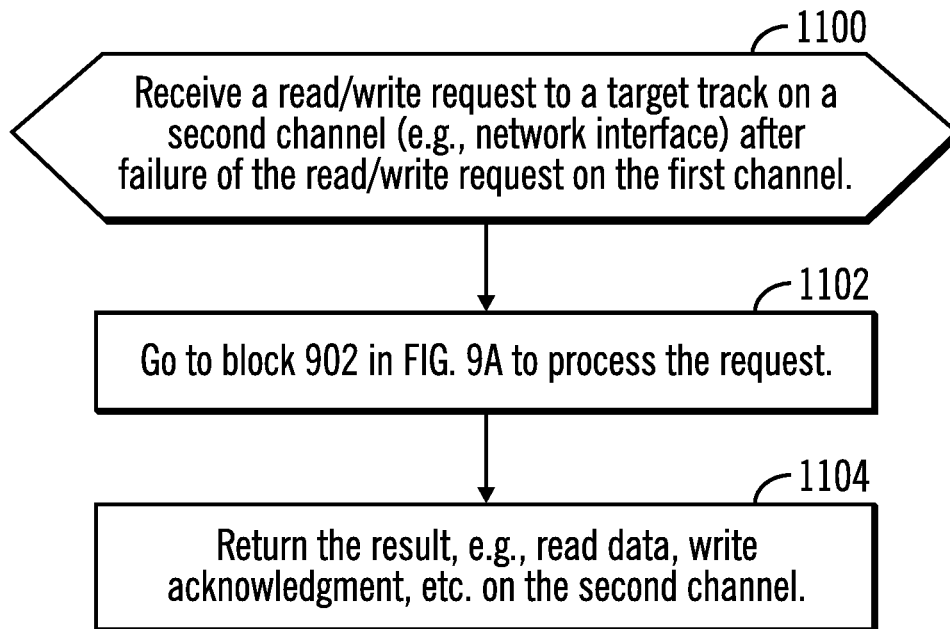 1100
Receive a read/write request to a target track on a
second channel (e.g., network interface) after
failure of the read/write request on the first channel.
1102
Go to block 902 in FIG. 9A to process the request.
1104
Return the result, e.g., read data, write
acknowledgment, etc. on the second channel.